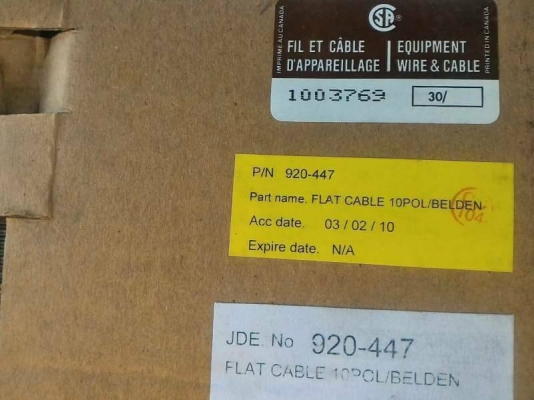 IMPRIMÉ AU CANADA
PRINTED IN CANADA
FIL ET CÂBLE
D'APPAREILLAGE
EQUIPMENT
WIRE & CABLE
1003769
30/
P/N 920-447
Part name. FLAT CABLE 10POL/BELDEN
Acc date. 03 / 02 / 10
Expire date. N/A
JDE. No 920-447
FLAT CABLE 10POL/BELDEN